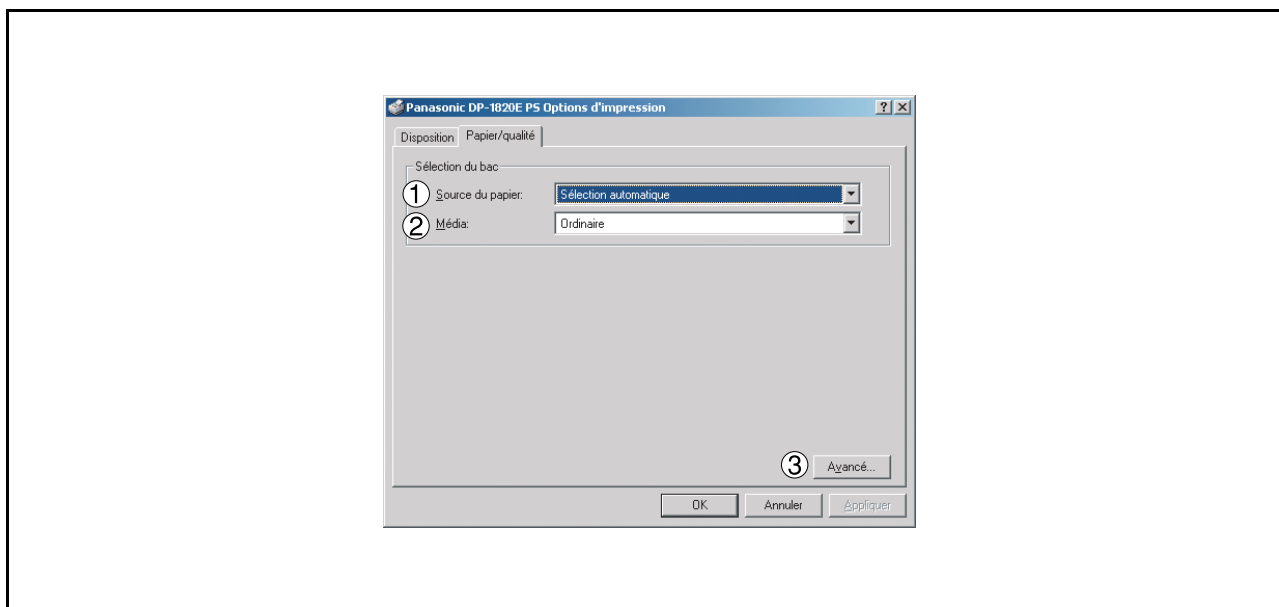 Panasonic DP-1820E PS Options d'impression
Disposition Papier/qualité
Sélection du bac
① Source du papier: Sélection automatique
② Média: Ordinaire
③ Avancé...
OK Annuler Appliquer